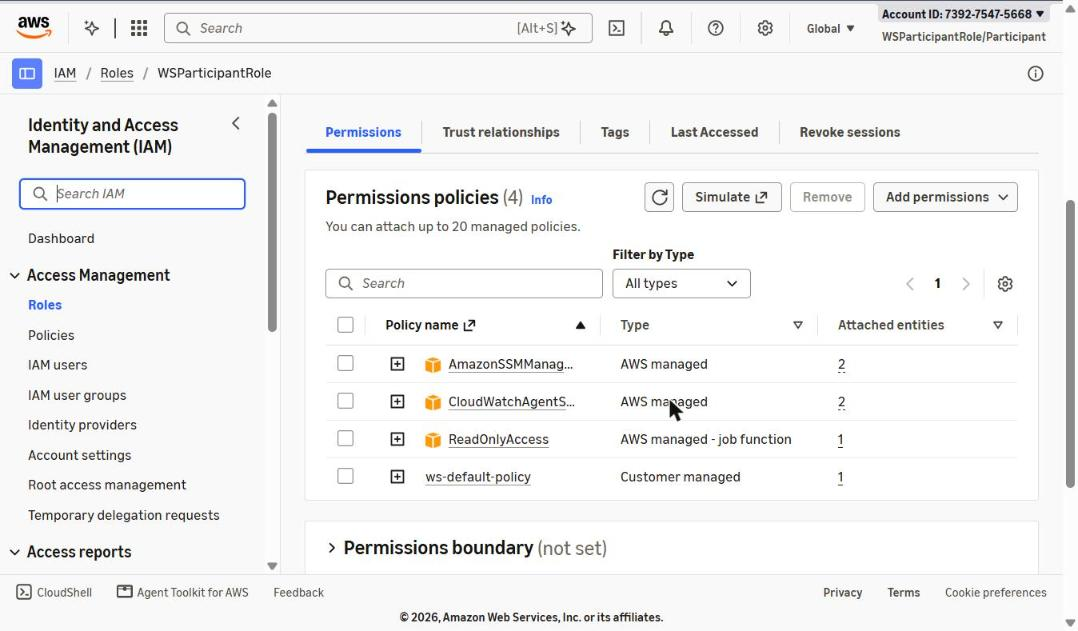 aws
Search
[Alt+S]
Global
Account ID: 7392-7547-5668
WSParticipantRole/Participant
IAM / Roles / WSParticipantRole
Identity and Access
Management (IAM)
Search IAM
Dashboard
Access Management
Roles
Policies
IAM users
IAM user groups
Identity providers
Account settings
Root access management
Temporary delegation requests
Access reports
Permissions
Trust relationships
Tags
Last Accessed
Revoke sessions
Permissions policies (4) Info
Simulate
Remove
Add permissions
You can attach up to 20 managed policies.
Filter by Type
Search
All types
1
Policy name
Type
Attached entities
AmazonSSMManag... AWS managed 2
CloudWatchAgentS... AWS managed 2
ReadOnlyAccess AWS managed - job function 1
ws-default-policy Customer managed 1
Permissions boundary (not set)
CloudShell
Agent Toolkit for AWS
Feedback
Privacy
Terms
Cookie preferences
© 2026, Amazon Web Services, Inc. or its affiliates.